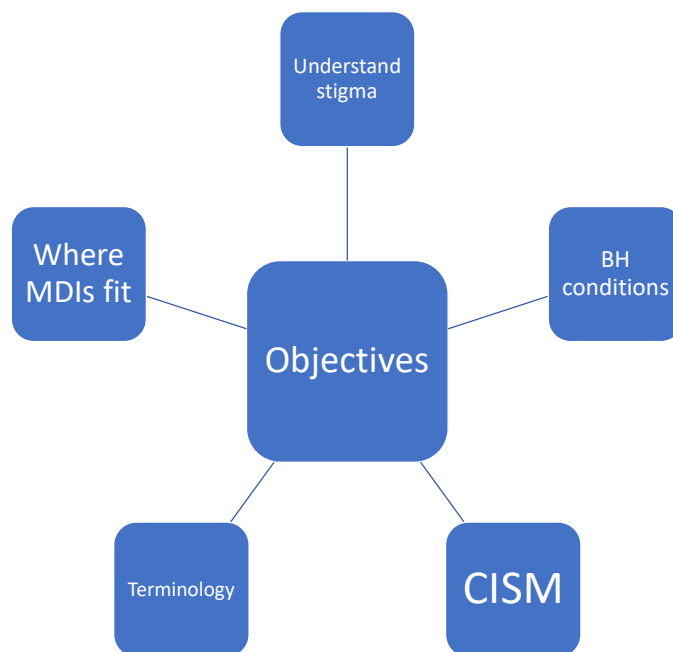 Understand
stigma
Where
MDIs fit
BH
conditions
Objectives
Terminology
CISM